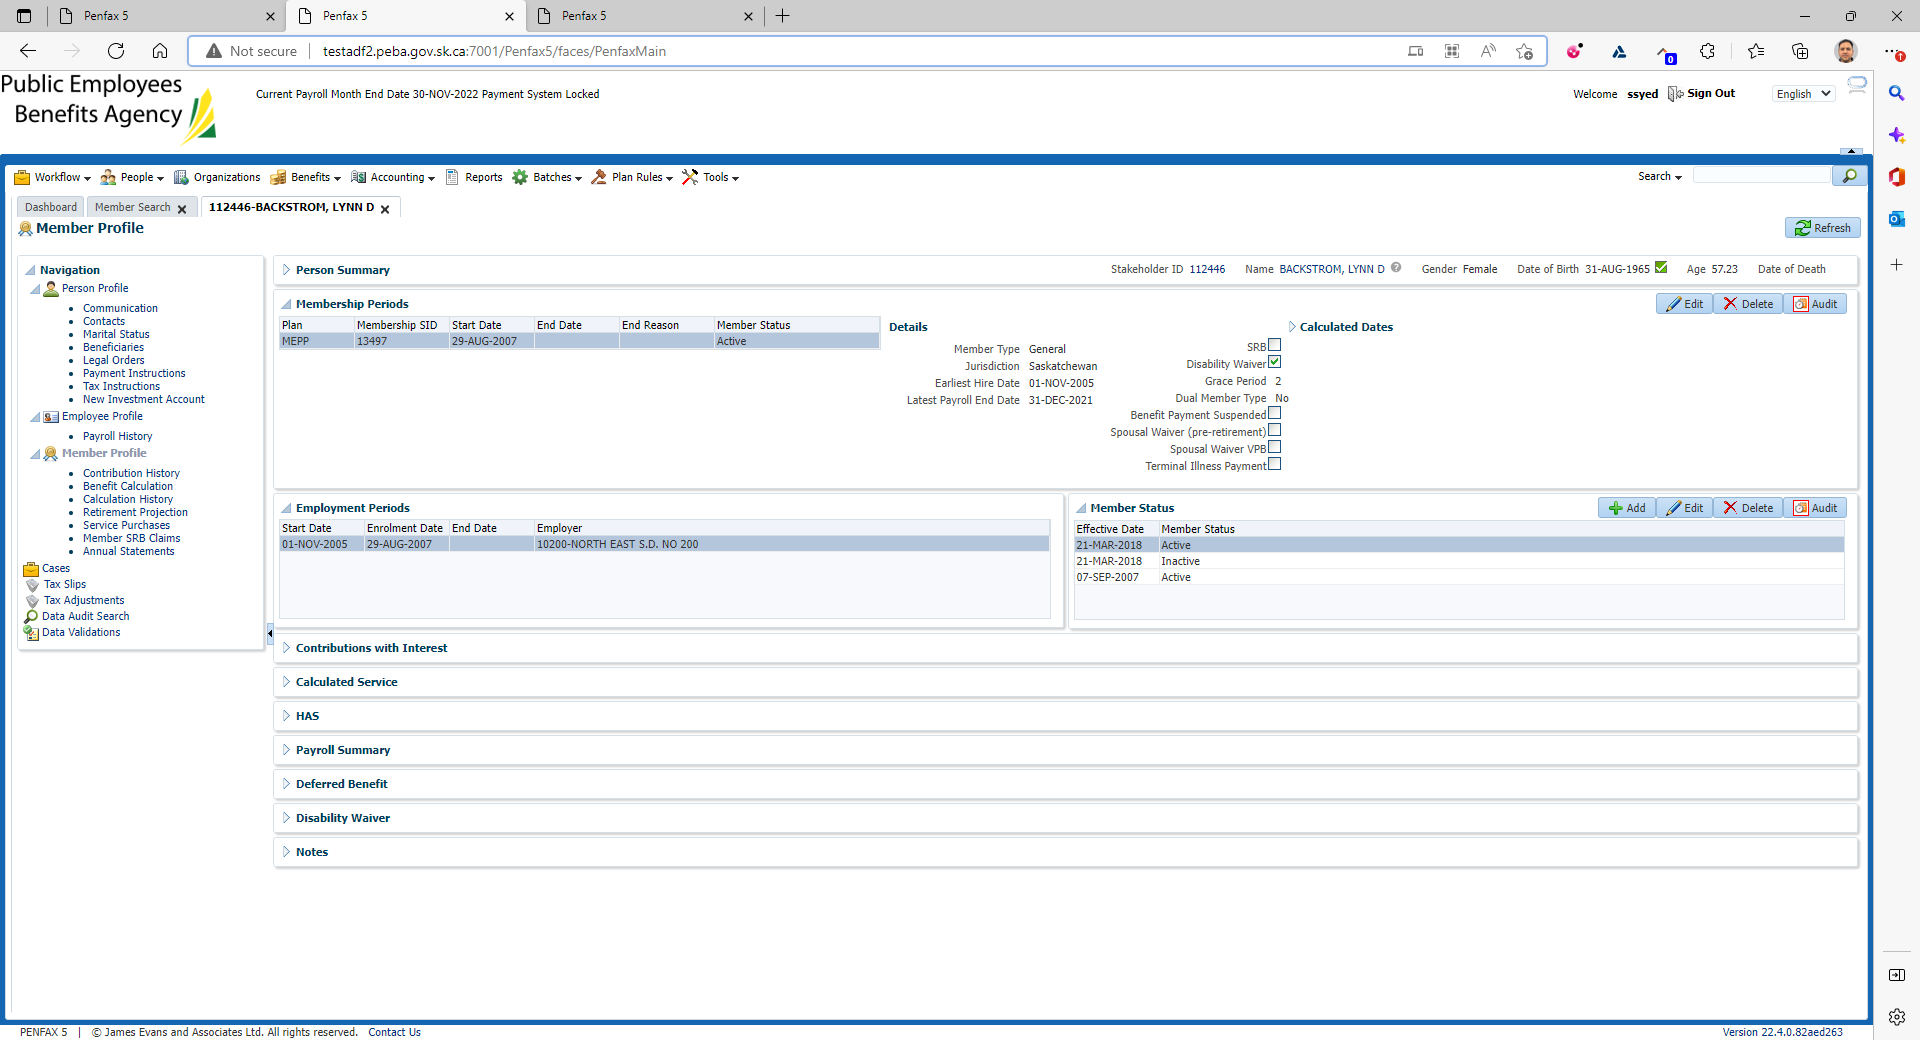 Penfax 5
Penfax 5
Penfax 5
Not secure
testadf2.peba.gov.sk.ca:7001/Penfax5/faces/PenfaxMain
0
1
Public Employees
Benefits Agency
Current Payroll Month End Date 30-NOV-2022 Payment System Locked
Welcome ssyed Sign Out
English
Workflow People Organizations Benefits Accounting Reports Batches Plan Rules Tools
Search
Dashboard
Member Search
112446-BACKSTROM, LYNN D
Member Profile
Refresh
Navigation
Person Profile
Communication
Contacts
Marital Status
Beneficiaries
Legal Orders
Payment Instructions
Tax Instructions
New Investment Account
Employee Profile
Payroll History
Member Profile
Contribution History
Benefit Calculation
Calculation History
Retirement Projection
Service Purchases
Member SRB Claims
Annual Statements
Cases
Tax Slips
Tax Adjustments
Data Audit Search
Data Validations
Person Summary
Stakeholder ID 112446 Name BACKSTROM, LYNN D Gender Female Date of Birth 31-AUG-1965 Age 57.23 Date of Death
Membership Periods
Edit Delete Audit
Plan Membership SID Start Date End Date End Reason Member Status
MEPP 13497 29-AUG-2007 Active
Details
Member Type General
Jurisdiction Saskatchewan
Earliest Hire Date 01-NOV-2005
Latest Payroll End Date 31-DEC-2021
SRB
Disability Waiver
Grace Period 2
Dual Member Type No
Benefit Payment Suspended
Spousal Waiver (pre-retirement)
Spousal Waiver VPB
Terminal Illness Payment
Calculated Dates
Employment Periods
Start Date Enrolment Date End Date Employer
01-NOV-2005 29-AUG-2007 10200-NORTH EAST S.D. NO 200
Member Status
Add Edit Delete Audit
Effective Date Member Status
21-MAR-2018 Active
21-MAR-2018 Inactive
07-SEP-2007 Active
Contributions with Interest
Calculated Service
HAS
Payroll Summary
Deferred Benefit
Disability Waiver
Notes
PENFAX 5 | © James Evans and Associates Ltd. All rights reserved. Contact Us
Version 22.4.0.82aed263